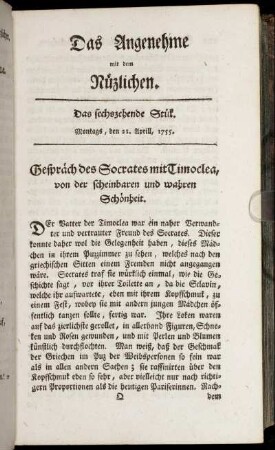 Das Angenehme
mit dem
Nüzlichen.
Das sechszehende Stük.
Montags, den 21. Aprill, 1755.
Gespräch des Socrates mit Timoclea,
von der scheinbaren und wahren
Schönheit.
DEr Vatter der Timoclea war ein naher Verwand-
ter und vertrauter Freund des Socrates. Dieser
konnte daher wol die Gelegenheit haben, dieses Mäd-
chen in ihrem Puzzimmer zu sehen, welches nach den
griechischen Sitten einem Fremden nicht angegangen
wäre. Socrates traf sie würklich einmal, wie die Ge-
schichte sagt, vor ihrer Toilette an, da die Sclavin,
welche ihr aufwartete, eben mit ihrem Kopfschmuk, zu
einem Fest, wobey sie mit andern jungen Mädchen öf-
fentlich tanzen sollte, fertig war. Ihre Loken waren
auf das zierlichste gerollet, in allerhand Figuren, Schne-
ken und Rosen gewunden, und mit Perlen und Blumen
künstlich durchflochten. Man weiß, daß der Geschmak
der Griechen im Puz der Weibspersonen so fein war
als in allen andern Sachen; sie raffinirten über den
Kopfschmuk eben so sehr, aber vielleicht nur nach richti-
gern Proportionen als die heutigen Pariserinnen. Nach-
Q dem